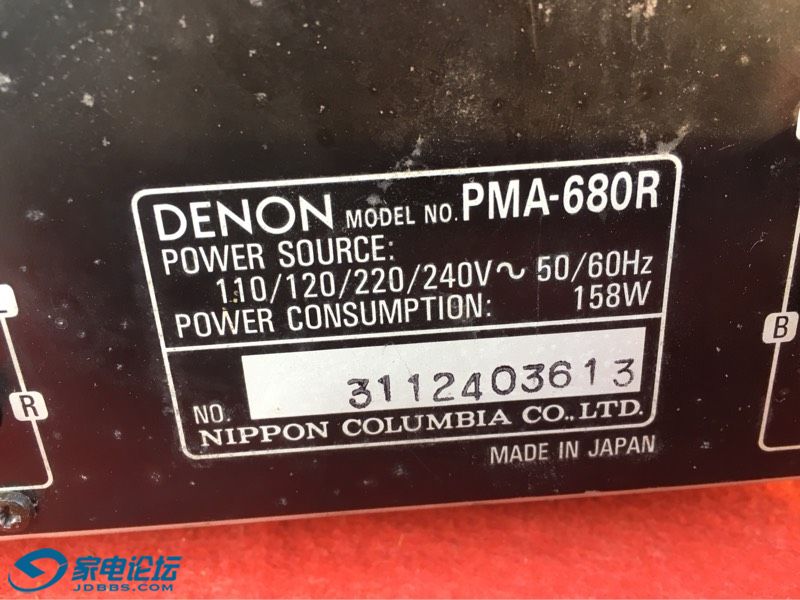 DENON MODEL NO. PMA-680R
POWER SOURCE:
110/120/220/240V~ 50/60Hz
POWER CONSUMPTION: 158W
NO. 3112403613
NIPPON COLUMBIA CO., LTD.
MADE IN JAPAN
L
R
B
家电论坛
JDBBS.COM